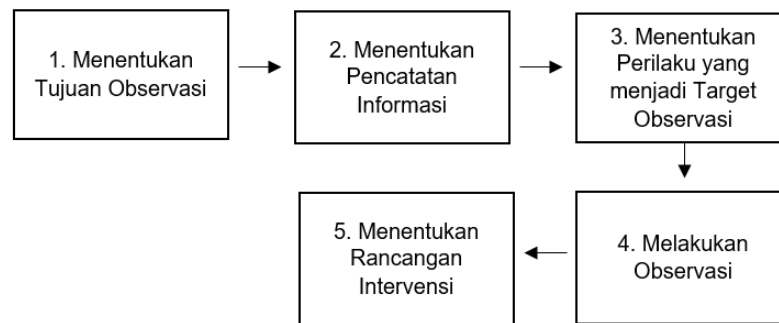 1. Menentukan
Tujuan Observasi
2. Menentukan
Pencatatan
Informasi
3. Menentukan
Perilaku yang
menjadi Target
Observasi
4. Melakukan
Observasi
5. Menentukan
Rancangan
Intervensi